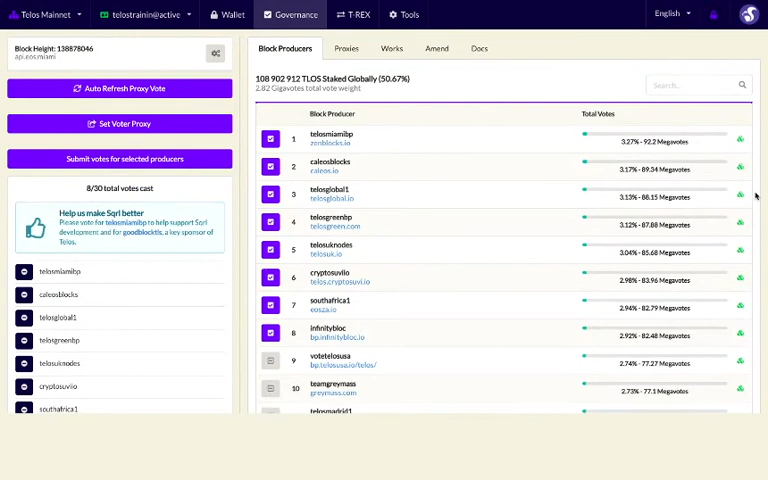 Telos Mainnet
telostrainin@active
Wallet
Governance
T-REX
Tools
English
Block Height: 138878046
api.eos.miami
Auto Refresh Proxy Vote
Set Voter Proxy
Submit votes for selected producers
8/30 total votes cast
Help us make Sqrl better
Please vote for telosmiamibp to help support Sqrl
development and for goodblocktls, a key sponsor of
Telos.
telosmiamibp
caleosblocks
telosglobal1
telosgreenbp
telosuknodes
cryptosuviio
southafrica1
Block Producers
Proxies
Works
Amend
Docs
108 902 912 TLOS Staked Globally (50.67%)
2.82 Gigavotes total vote weight
Search...
Block Producer
Total Votes
1
telosmiamibp
zenblocks.io
3.27% - 92.2 Megavotes
2
caleosblocks
caleos.io
3.17% - 89.34 Megavotes
3
telosglobal1
telosglobal.io
3.13% - 88.15 Megavotes
4
telosgreenbp
telosgreen.com
3.12% - 87.88 Megavotes
5
telosuknodes
telosuk.io
3.04% - 85.68 Megavotes
6
cryptosuviio
telos.cryptosuvi.io
2.98% - 83.96 Megavotes
7
southafrica1
eosza.io
2.94% - 82.79 Megavotes
8
infinitybloc
bp.infinitybloc.io
2.92% - 82.48 Megavotes
9
votetelosusa
bp.telosusa.io/telos/
2.74% - 77.27 Megavotes
10
teamgreymass
greymass.com
2.73% - 77.1 Megavotes
telosmadrid1